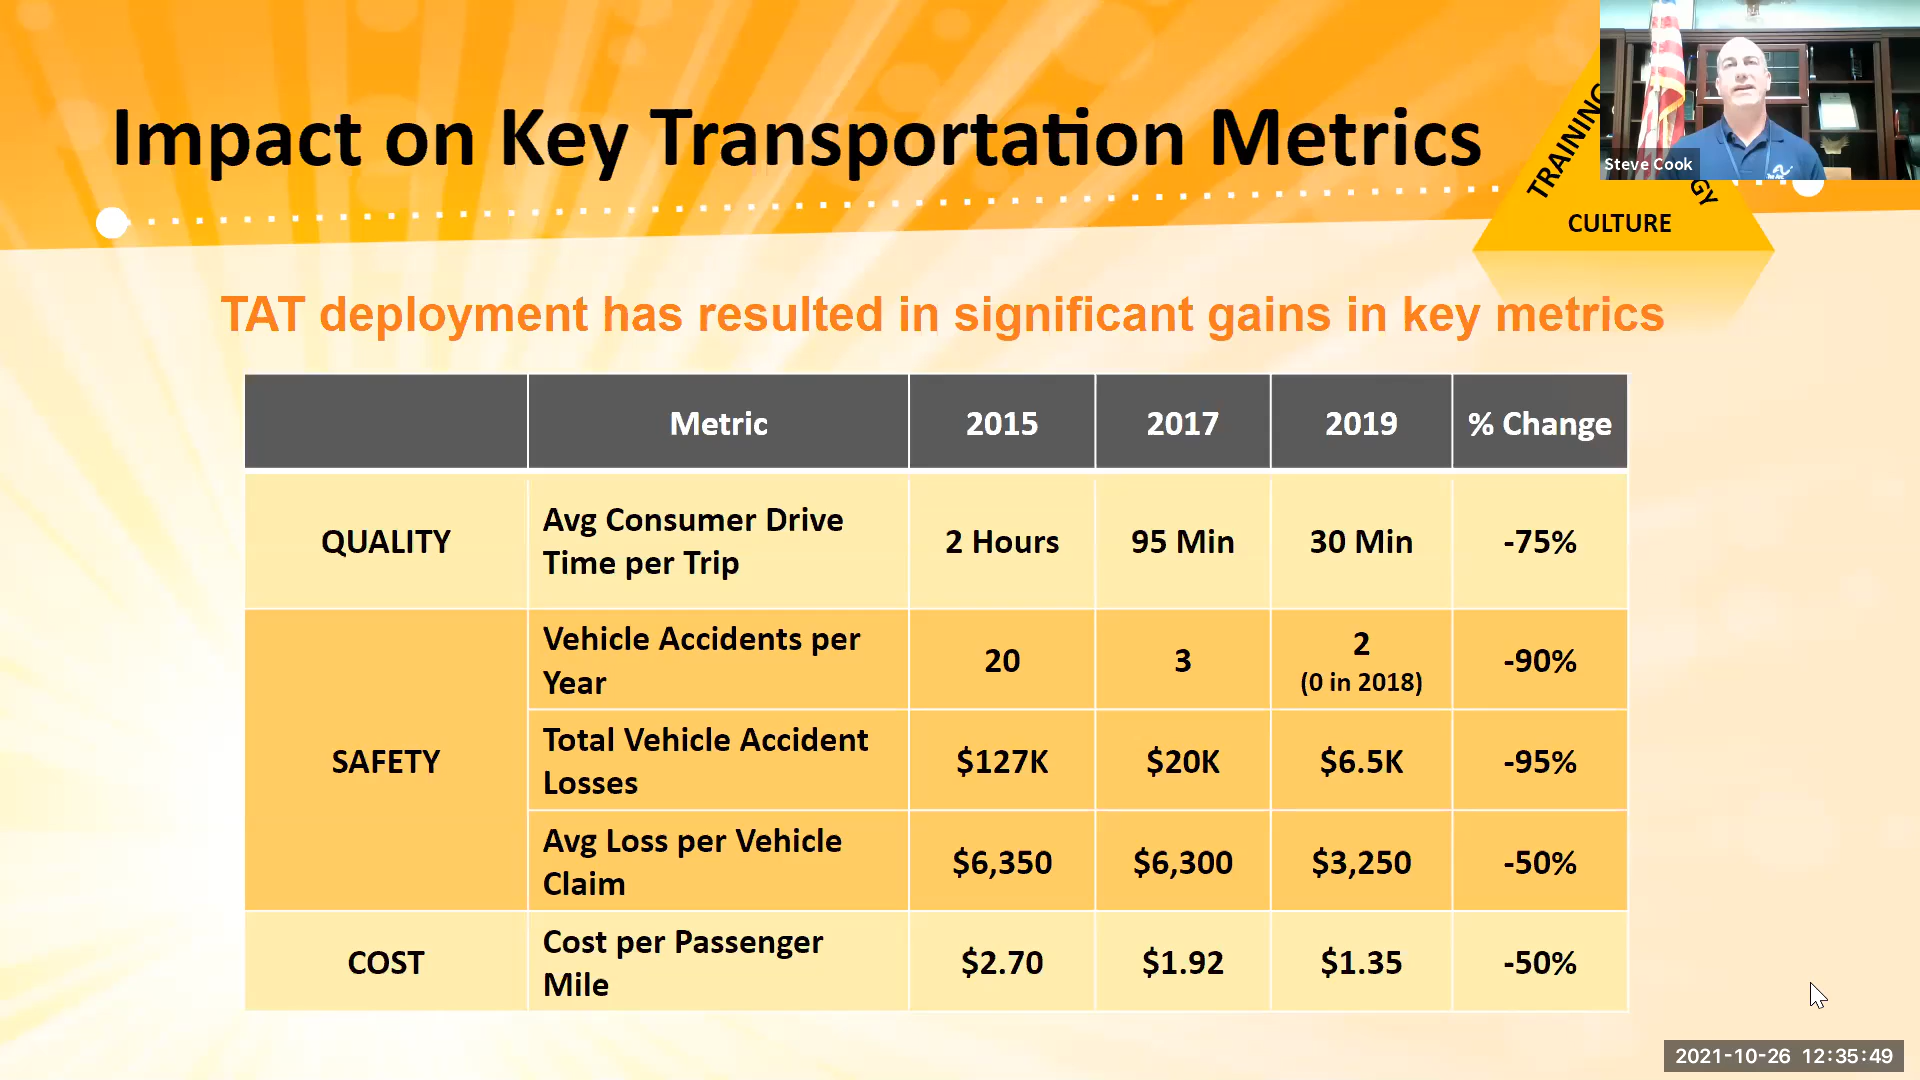 Impact on Key Transportation Metrics
TRAINING
GY
CULTURE
Steve Cook
TAT deployment has resulted in significant gains in key metrics
Metric 2015 2017 2019 % Change
QUALITY
Avg Consumer Drive
Time per Trip
2 Hours 95 Min 30 Min -75%
SAFETY
Vehicle Accidents per
Year
20 3 2
(0 in 2018)
-90%
Total Vehicle Accident
Losses
$127K $20K $6.5K -95%
Avg Loss per Vehicle
Claim
$6,350 $6,300 $3,250 -50%
COST
Cost per Passenger
Mile
$2.70 $1.92 $1.35 -50%
2021-10-26 12:35:49